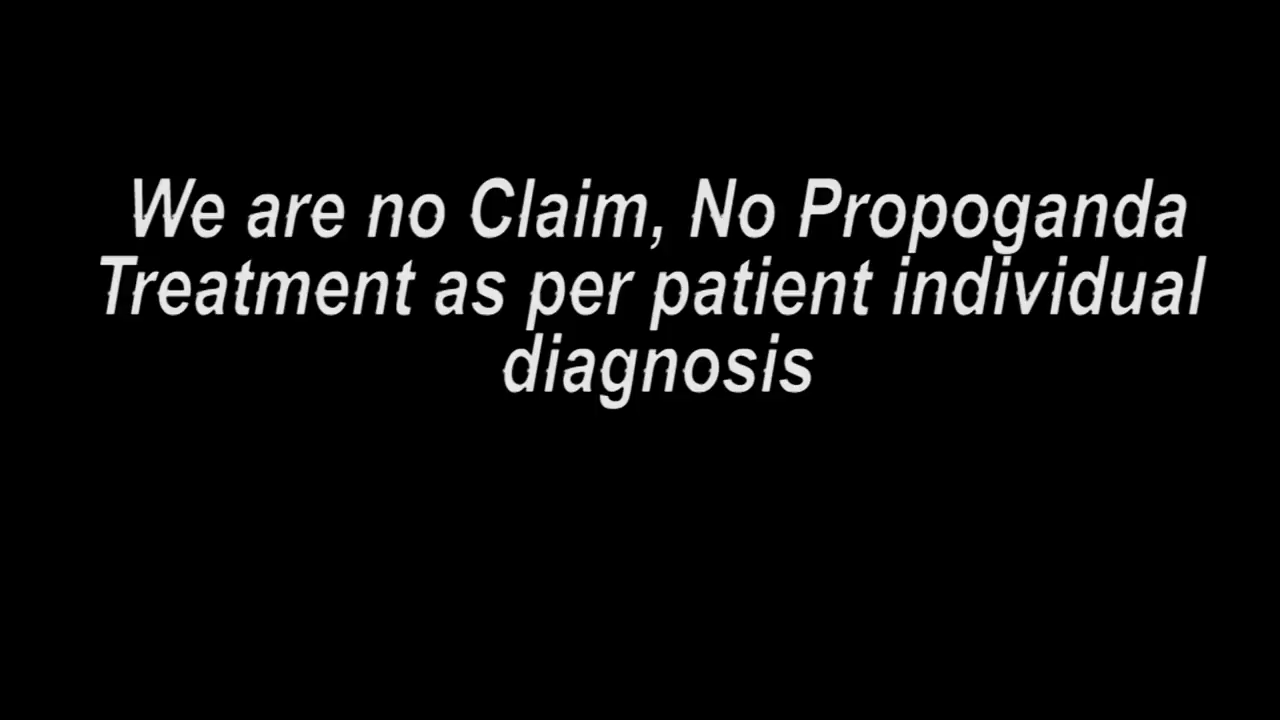 We are no Claim, No Propoganda
Treatment as per patient individual
diagnosis